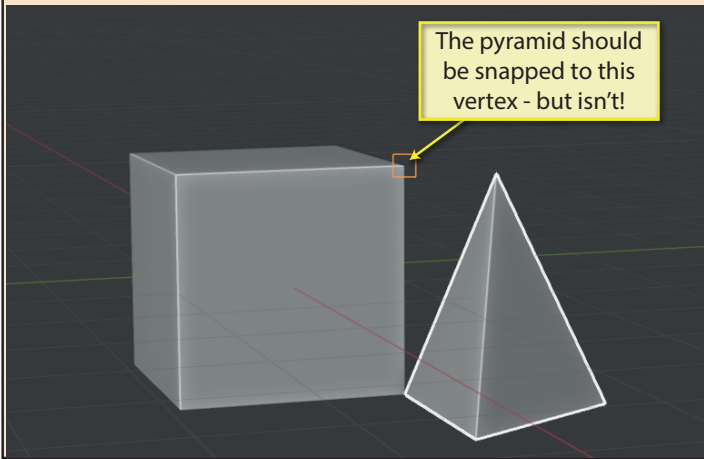 The pyramid should
be snapped to this
vertex - but isn’t!